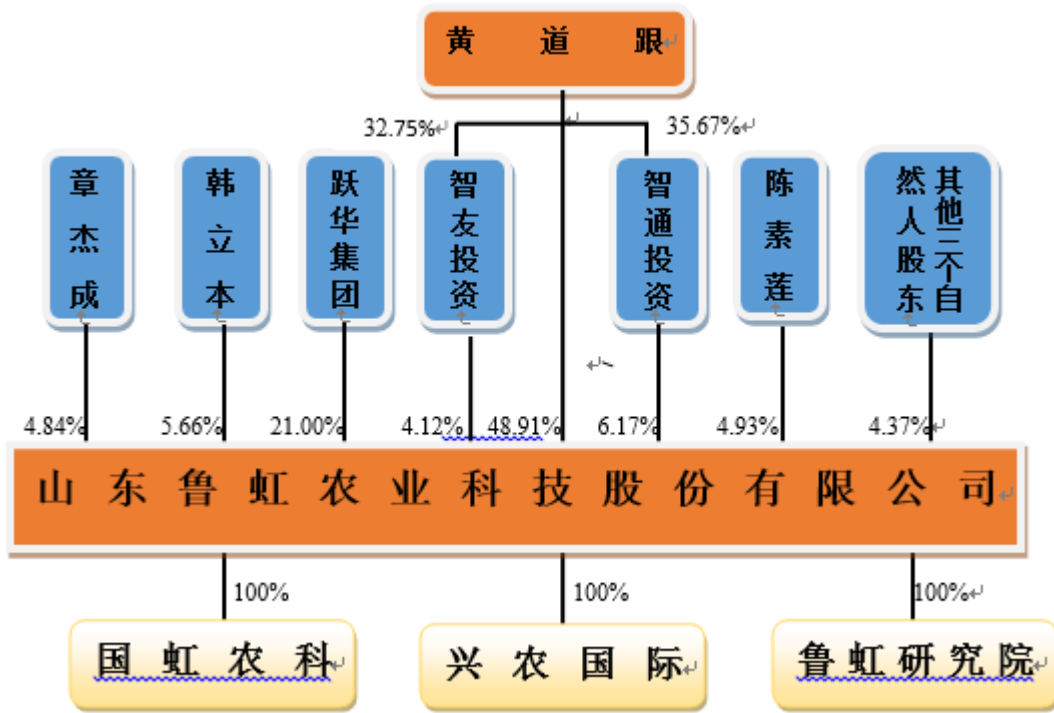 黄道跟
32.75%
35.67%
章杰成
韩立本
跃华集团
智友投资
智通投资
陈素莲
其他三个自
然人股东
4.84%
5.66%
21.00%
4.12%
48.91%
6.17%
4.93%
4.37%
山东鲁虹农业科技股份有限公司
100%
100%
100%
国虹农科
兴农国际
鲁虹研究院